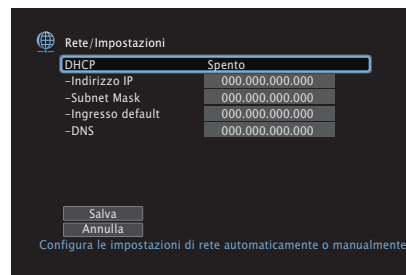 Rete/Impostazioni
DHCP Spento
–Indirizzo IP 000.000.000.000
–Subnet Mask 000.000.000.000
–Ingresso default 000.000.000.000
–DNS 000.000.000.000
Salva
Annulla
Configura le impostazioni di rete automaticamente o manualmente